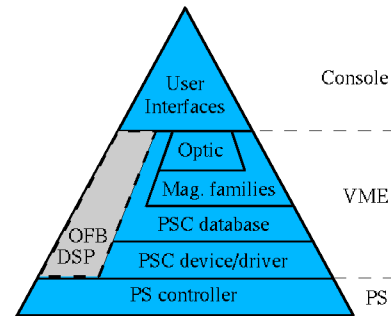 User
Interfaces
Console
Optic
Mag. families
VME
PSC database
OFB
DSP
PSC device/driver
PS controller
PS